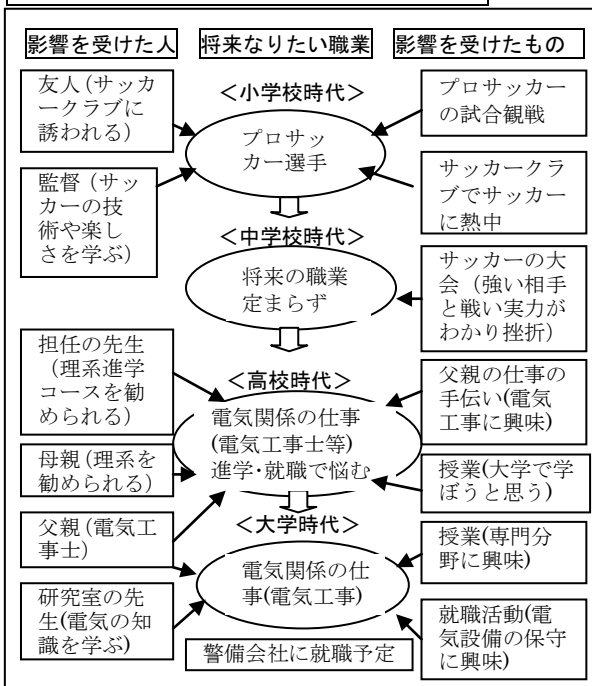 影響を受けた人
将来なりたい職業
影響を受けたもの
友人(サッカ
ークラブに
誘われる)
監督(サッ
カーの技
術や楽し
さを学ぶ)
<小学校時代>
プロサッ
カー選手
プロサッカー
の試合観戦
サッカークラ
ブでサッカー
に熱中
<中学校時代>
将来の職業
定まらず
サッカーの大
会(強い相手
と戦い実力が
わかり挫折)
担任の先生
(理系進学
コースを勧
められる)
母親(理系を
勧められる)
父親(電気工
事士)
<高校時代>
電気関係の仕事
(電気工事士等)
進学・就職で悩む
父親の仕事の
手伝い(電気
工事に興味)
授業(大学で学
ぼうと思う)
研究室の先
生(電気の知
識を学ぶ)
<大学時代>
電気関係の仕
事(電気工事)
授業(専門分
野に興味)
就職活動(電
気設備の保守
に興味)
警備会社に就職予定